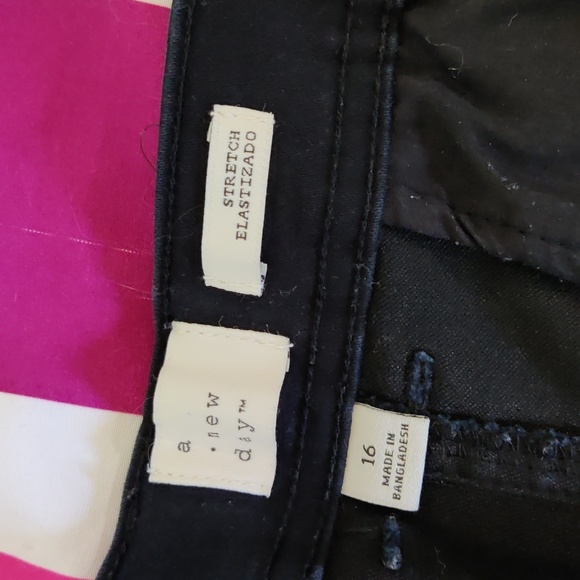 STRETCH
ELASTIZADO
a
new
day™
16
MADE IN
BANGLADESH